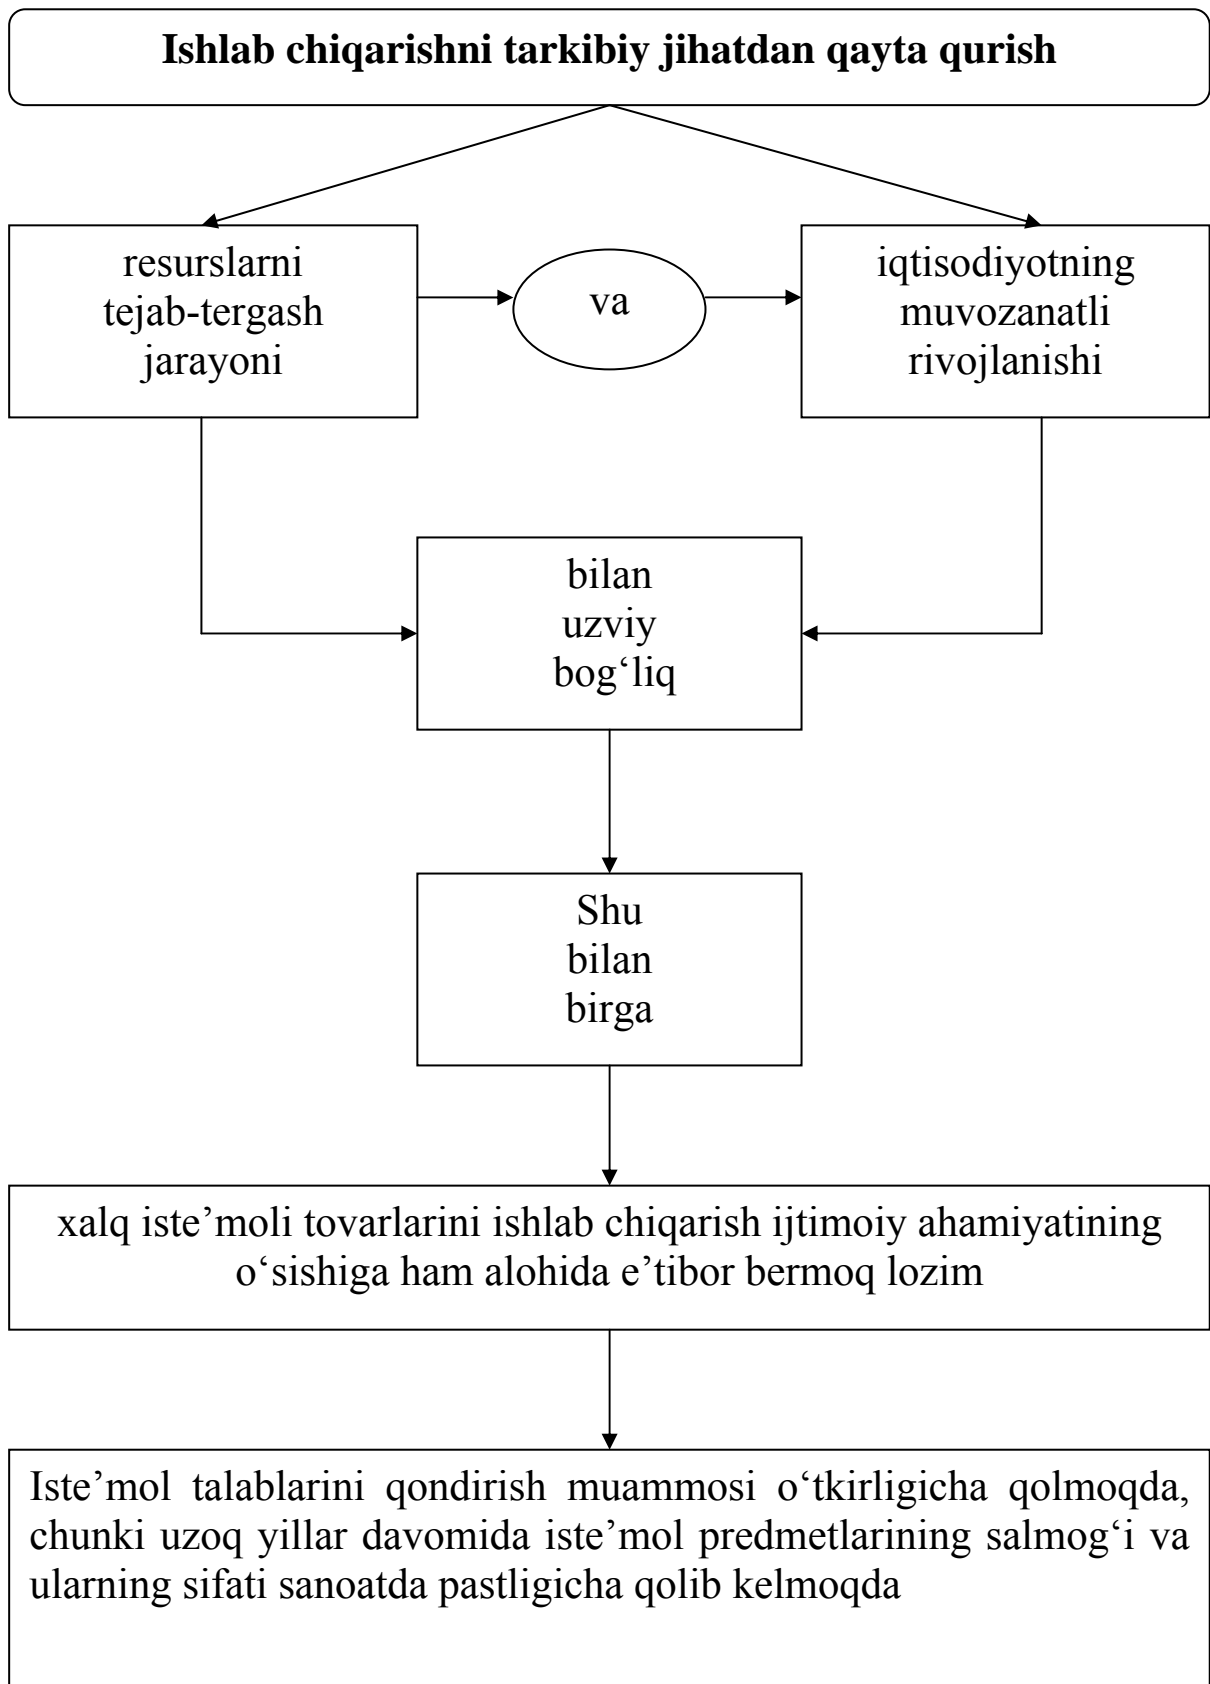 Ishlab chiqarishni tarkibiy jihatdan qayta qurish
resurslarni
tejab-tergash
jarayoni
va
iqtisodiyotning
muvozanatli
rivojlanishi
bilan
uzviy
bog‘liq
Shu
bilan
birga
xalq iste’moli tovarlarini ishlab chiqarish ijtimoiy ahamiyatining
o‘sishiga ham alohida e’tibor bermoq lozim
Iste’mol talablarini qondirish muammosi o‘tkirligicha qolmoqda,
chunki uzoq yillar davomida iste’mol predmetlarining salmog‘i va
ularning sifati sanoatda pastligicha qolib kelmoqda